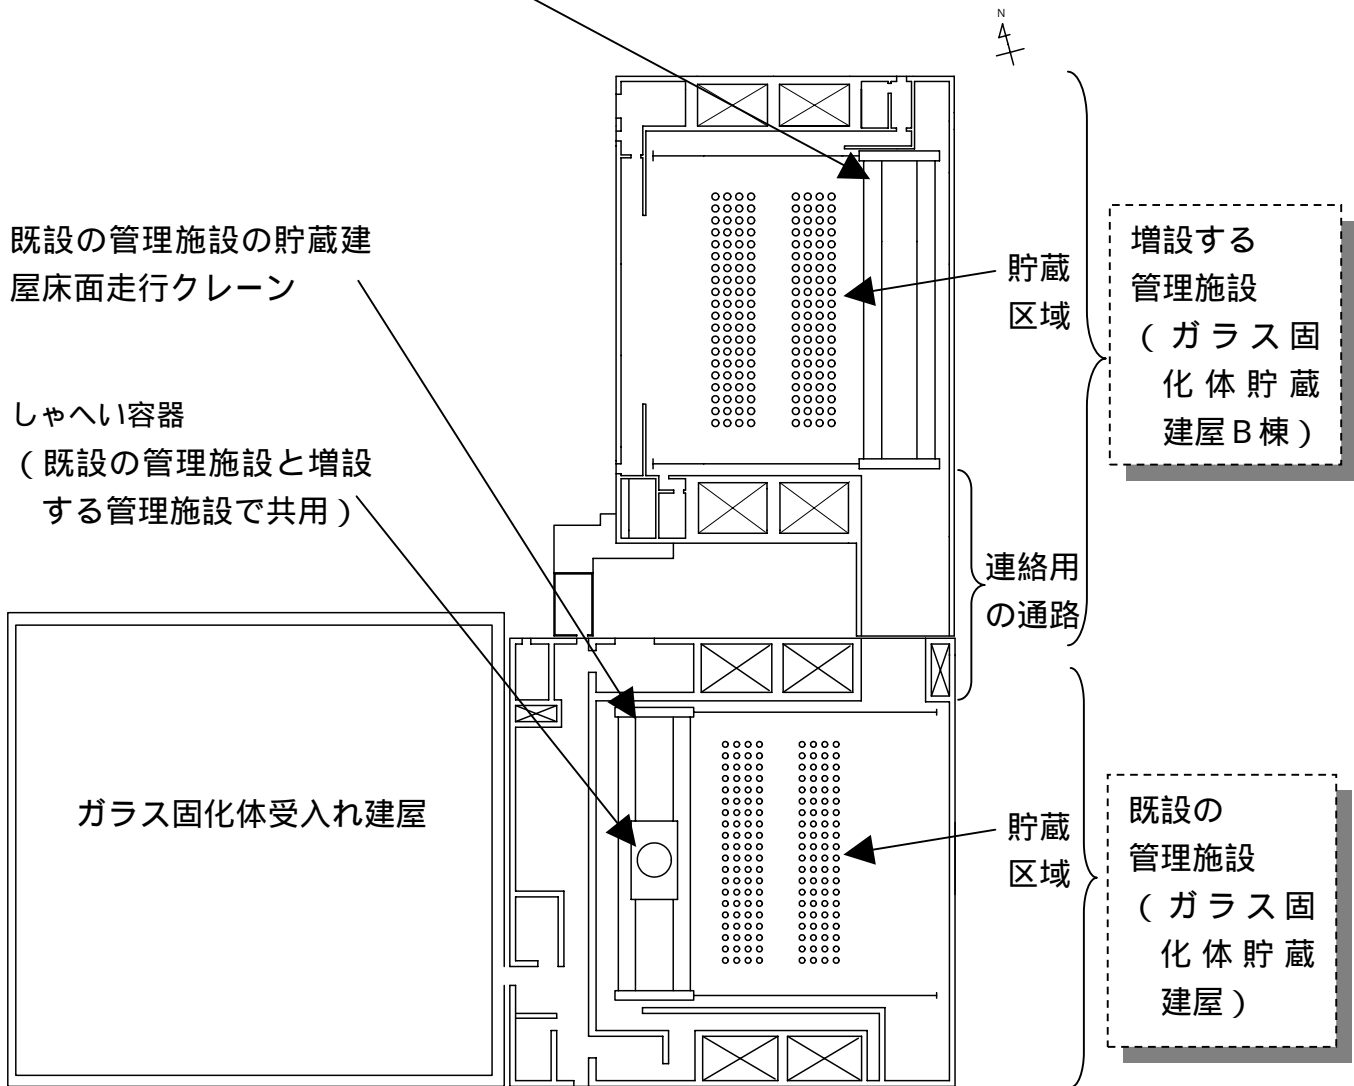 N
既設の管理施設の貯蔵建
屋床面走行クレーン
しゃへい容器
（既設の管理施設と増設
する管理施設で共用）
貯蔵
区域
増設する
管理施設
（ガラス固
化体貯蔵
建屋Ｂ棟）
連絡用
の通路
ガラス固化体受入れ建屋
貯蔵
区域
既設の
管理施設
（ガラス固
化体貯蔵
建屋）